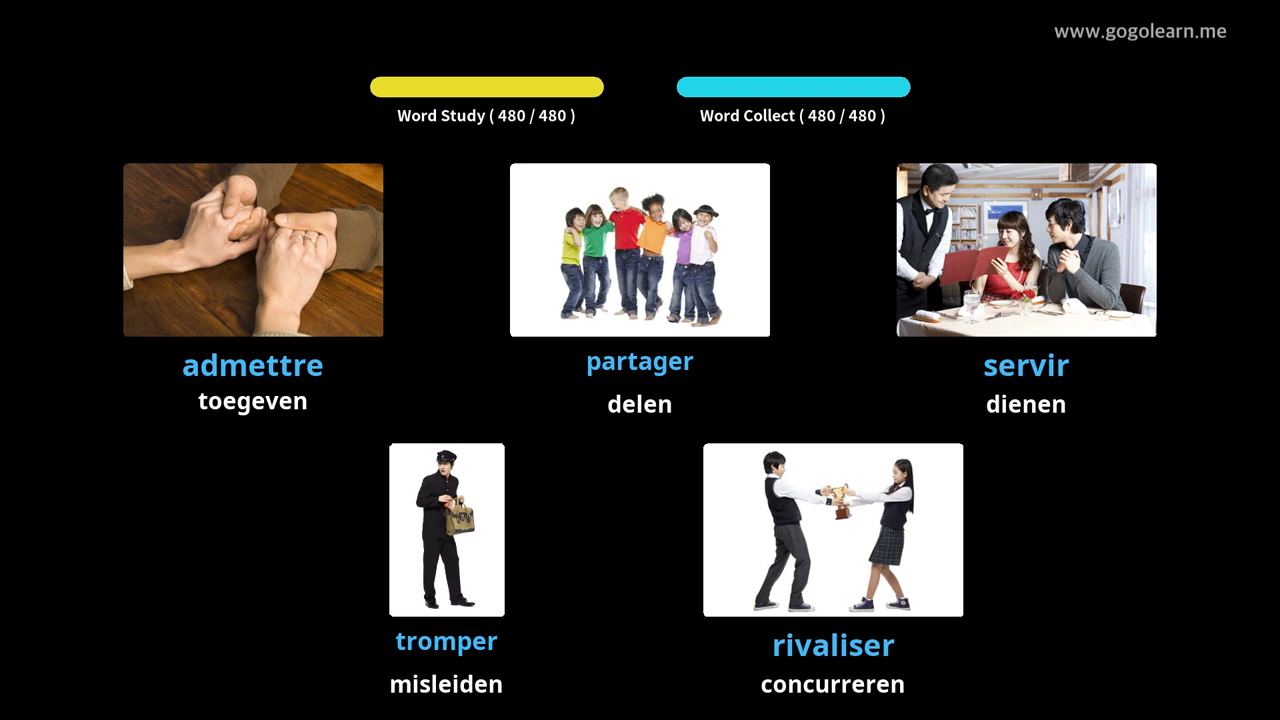 www.gogolearn.me
Word Study ( 480 / 480 )
Word Collect ( 480 / 480 )
admettre
toegeven
partager
delen
servir
dienen
tromper
misleiden
rivaliser
concurreren